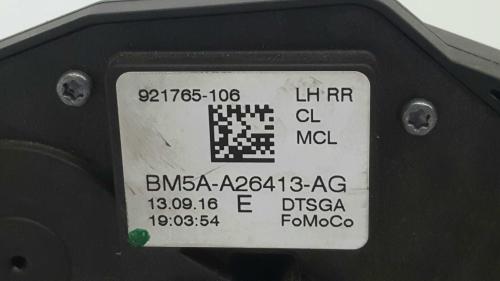 921765-106 LH RR
CL
MCL
BM5A-A26413-AG
13.09.16 E DTSGA
19:03:54 FoMoCo